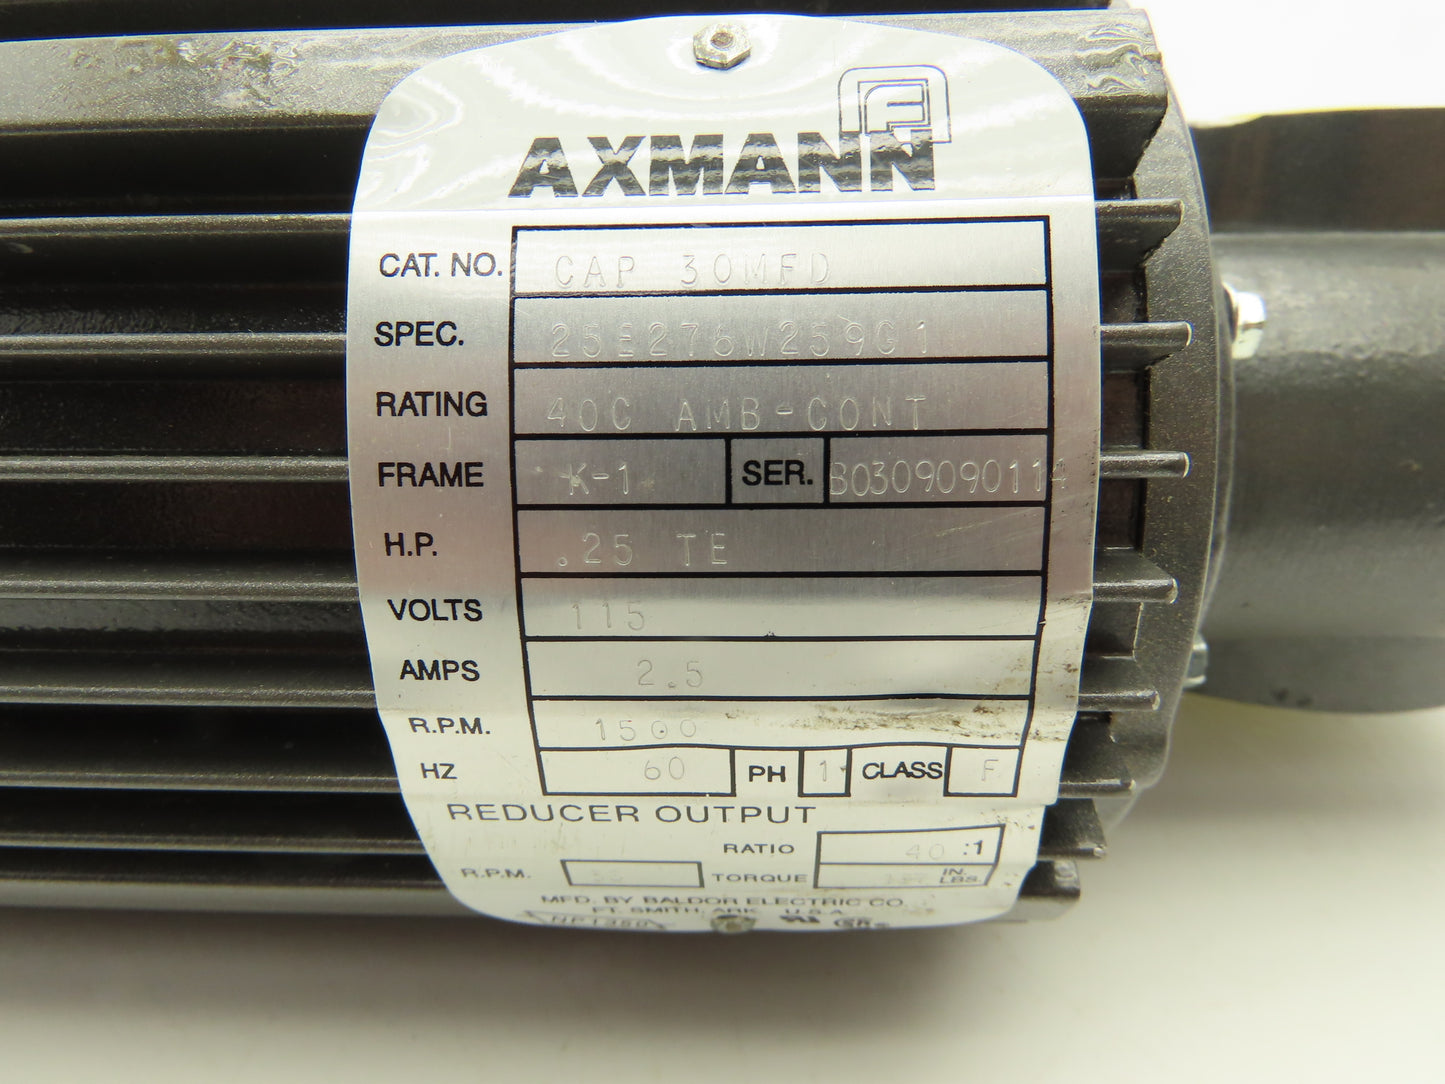 F
AXMANN
CAT. NO. CAP 30MFD
SPEC. 25E276W259G1
RATING 40C AMB-CONT
FRAME K-1 SER. B0309090114
H.P. .25 TE
VOLTS 115
AMPS 2.5
R.P.M. 1500
HZ 60 PH 1 CLASS F
REDUCER OUTPUT
RATIO 40 :1
R.P.M. TORQUE IN. LBS.
MFD. BY BALDOR ELECTRIC CO.
FT. SMITH, ARK. U.S.A.